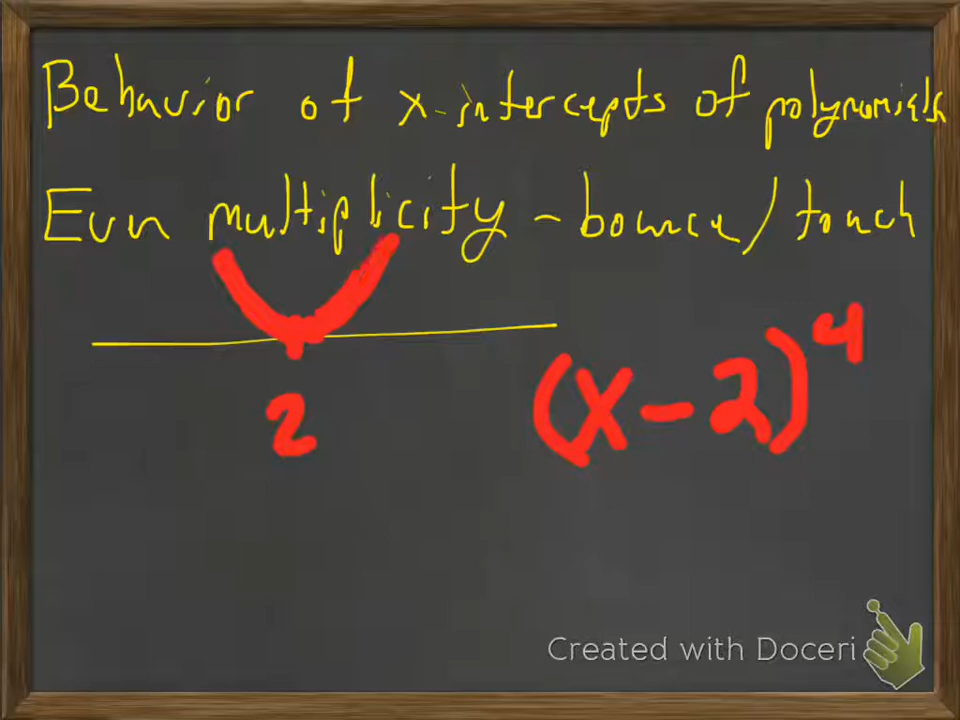 Behavior of x-intercepts of polynomials
Even multiplicity - bounce/touch
2
(x-2)^4
Created with Doceri